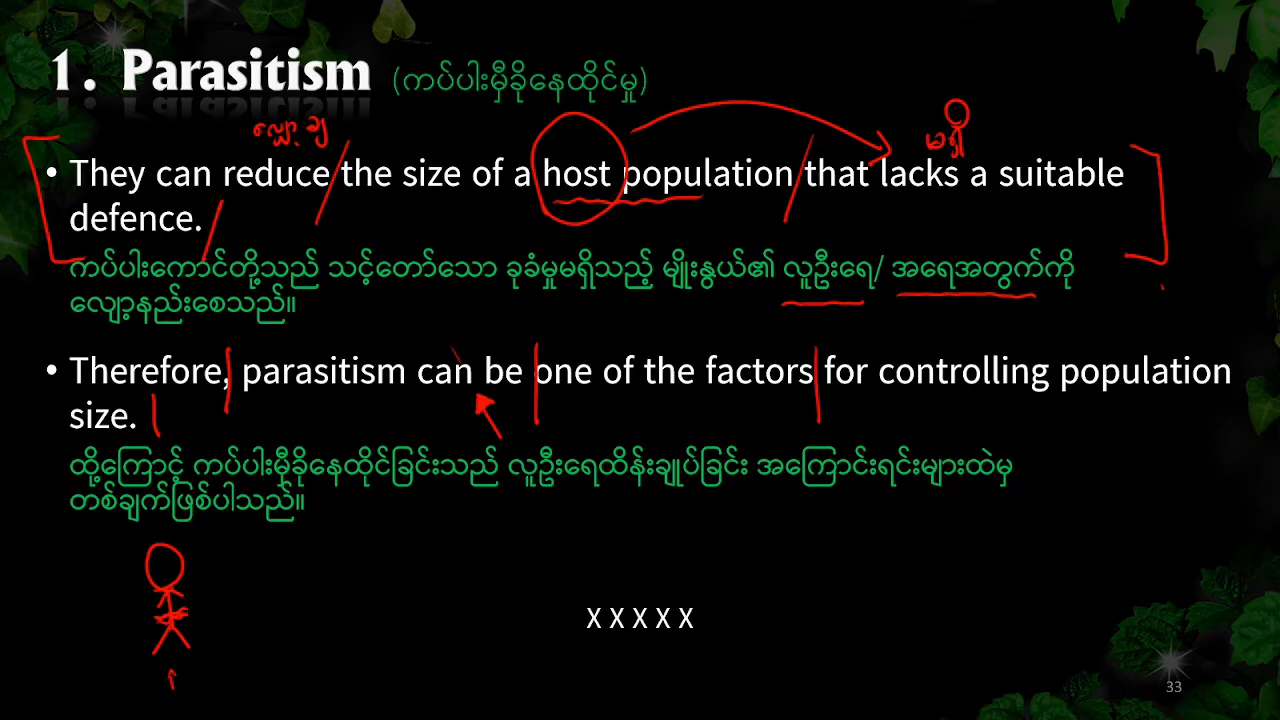 1. Parasitism (ကပ်ပါးမှီခိုနေထိုင်မှု)
လျှော့ချ
မရှိ
• They can reduce the size of a host population that lacks a suitable
defence.
ကပ်ပါးကောင်တို့သည် သင့်တော်သော ခုခံမှုမရှိသည့် မျိုးနွယ်၏ လူဦးရေ/ အရေအတွက်ကို
လျော့နည်းစေသည်။
• Therefore, parasitism can be one of the factors for controlling population
size.
ထို့ကြောင့် ကပ်ပါးမှီခိုနေထိုင်ခြင်းသည် လူဦးရေထိန်းချုပ်ခြင်း အကြောင်းရင်းများထဲမှ
တစ်ချက်ဖြစ်ပါသည်။
X X X X X
33